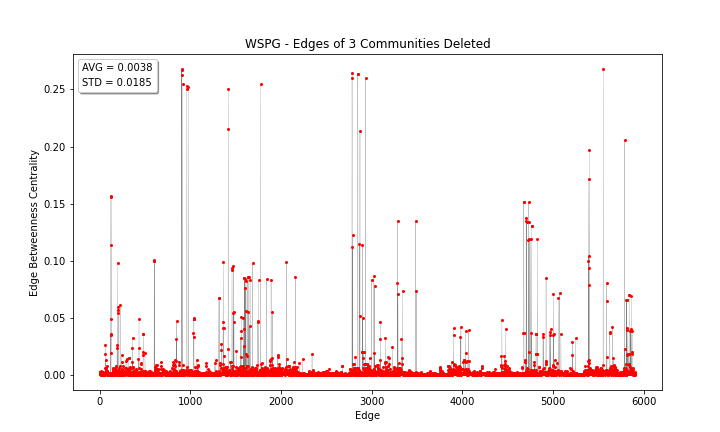 WSPG - Edges of 3 Communities Deleted
AVG = 0.0038
STD = 0.0185
Edge Betweenness Centrality
0.25
0.20
0.15
0.10
0.05
0.00
0
1000
2000
3000
4000
5000
6000
Edge